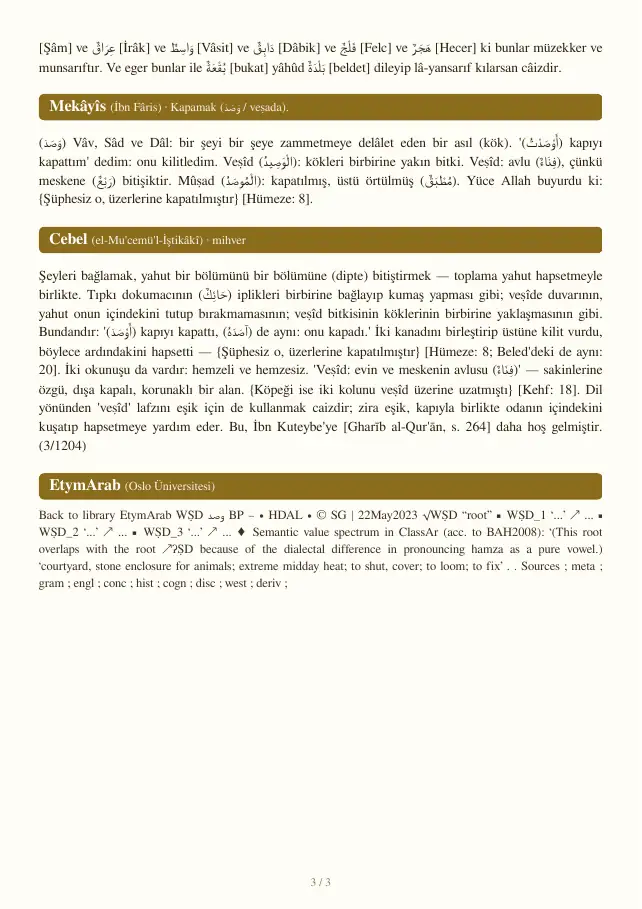 [Şâm] ve عِرَاقٌ [İrâk] ve وَاسِطٌ [Vâsit] ve دَابِقٌ [Dâbik] ve فَلْجٌ [Felc] ve هَجَرٌ [Hecer] ki bunlar müzekker ve
munsarıftır. Ve eger bunlar ile بُقْعَةٌ [bukat] yâhûd بَلْدَةٌ [beldet] dileyip lâ-yansarıf kılarsan câizdir.
Mekâyîs (İbn Fâris) · Kapamak (وَصَدَ / veṣada).
(وَصَدَ) Vâv, Sâd ve Dâl: bir şeyi bir şeye zammetmeye delâlet eden bir asıl (kök). '(أَوْصَدْتُ) kapıyı
kapattım' dedim: onu kilitledim. Veṣîd (الْوَصِيدُ): kökleri birbirine yakın bitki. Veṣîd: avlu (فِنَاءٌ), çünkü
meskene (رَبْعٌ) bitişiktir. Mûṣad (الْمُوصَدُ): kapatılmış, üstü örtülmüş (مُطْبَقٌ). Yüce Allah buyurdu ki:
{Şüphesiz o, üzerlerine kapatılmıştır} [Hümeze: 8].
Cebel (el-Mu'cemü'l-İştikâkî) · mihver
Şeyleri bağlamak, yahut bir bölümünü bir bölümüne (dipte) bitiştirmek — toplama yahut hapsetmeyle
birlikte. Tıpkı dokumacının (حَائِكٌ) iplikleri birbirine bağlayıp kumaş yapması gibi; veṣîde duvarının,
yahut onun içindekini tutup bırakmamasının; veṣîd bitkisinin köklerinin birbirine yaklaşmasının gibi.
Bundandır: '(أَوْصَدَ) kapıyı kapattı, (آصَدَهُ) de aynı: onu kapadı.' İki kanadını birleştirip üstüne kilit vurdu,
böylece ardındakini hapsetti — {Şüphesiz o, üzerlerine kapatılmıştır} [Hümeze: 8; Beled'deki de aynı:
20]. İki okunuşu da vardır: hemzeli ve hemzesiz. 'Veṣîd: evin ve meskenin avlusu (فِنَاءٌ)' — sakinlerine
özgü, dışa kapalı, korunaklı bir alan. {Köpeği ise iki kolunu veṣîd üzerine uzatmıştı} [Kehf: 18]. Dil
yönünden 'veṣîd' lafzını eşik için de kullanmak caizdir; zira eşik, kapıyla birlikte odanın içindekini
kuşatıp hapsetmeye yardım eder. Bu, İbn Kuteybe'ye [Gharīb al-Qurʾān, s. 264] daha hoş gelmiştir.
(3/1204)
EtymArab (Oslo Üniversitesi)
Back to library EtymArab WṢD وصد BP – • HDAL • © SG | 22May2023 √WṢD “root” ▪ WṢD_1 ‘...’ ↗ ... ▪
WṢD_2 ‘...’ ↗ ... ▪ WṢD_3 ‘...’ ↗ ... ♦ Semantic value spectrum in ClassAr (acc. to BAH2008): ‘(This root
overlaps with the root ↗ʔṢD because of the dialectal difference in pronouncing hamza as a pure vowel.)
‘courtyard, stone enclosure for animals; extreme midday heat; to shut, cover; to loom; to fix’ . . Sources ; meta ;
gram ; engl ; conc ; hist ; cogn ; disc ; west ; deriv ;
3 / 3